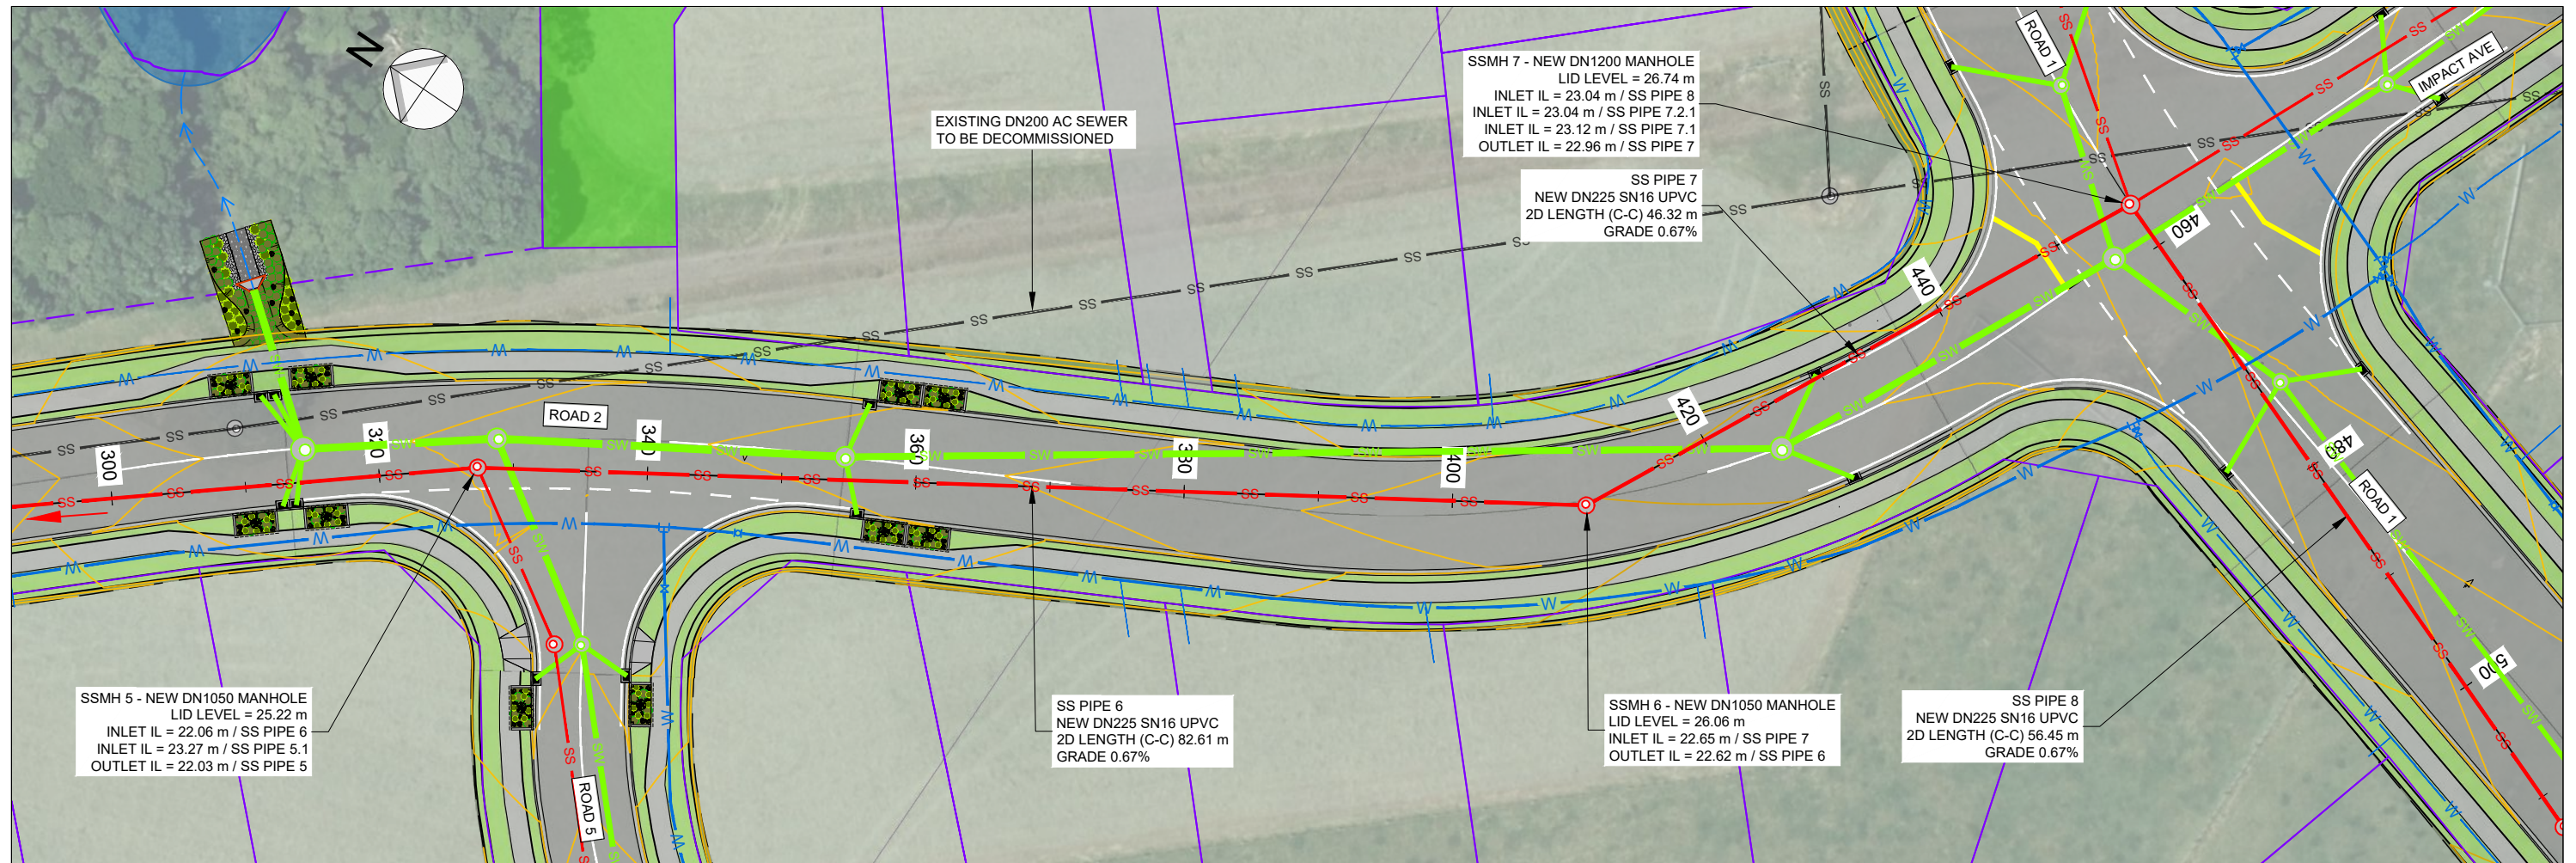 N
EXISTING DN200 AC SEWER
TO BE DECOMMISSIONED
SSMH 7 - NEW DN1200 MANHOLE
LID LEVEL = 26.74 m
INLET IL = 23.04 m / SS PIPE 8
INLET IL = 23.04 m / SS PIPE 7.2.1
INLET IL = 23.12 m / SS PIPE 7.1
OUTLET IL = 22.96 m / SS PIPE 7
SS PIPE 7
NEW DN225 SN16 UPVC
2D LENGTH (C-C) 46.32 m
GRADE 0.67%
ROAD 1
IMPACT AVE
ROAD 2
300
320
340
360
380
400
420
440
460
480
500
ROAD 1
SSMH 5 - NEW DN1050 MANHOLE
LID LEVEL = 25.22 m
INLET IL = 22.06 m / SS PIPE 6
INLET IL = 23.27 m / SS PIPE 5.1
OUTLET IL = 22.03 m / SS PIPE 5
ROAD 5
SS PIPE 6
NEW DN225 SN16 UPVC
2D LENGTH (C-C) 82.61 m
GRADE 0.67%
SSMH 6 - NEW DN1050 MANHOLE
LID LEVEL = 26.06 m
INLET IL = 22.65 m / SS PIPE 7
OUTLET IL = 22.62 m / SS PIPE 6
SS PIPE 8
NEW DN225 SN16 UPVC
2D LENGTH (C-C) 56.45 m
GRADE 0.67%
SS
SW
W